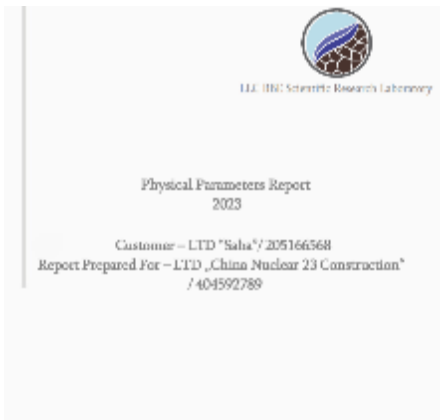 LLC HBC Scientific Research Laboratory
Physical Parameters Report
2023
Customer – LTD "Saba"/ 205166568
Report Prepared For – LTD „China Nuclear 23 Construction"
/ 404592789